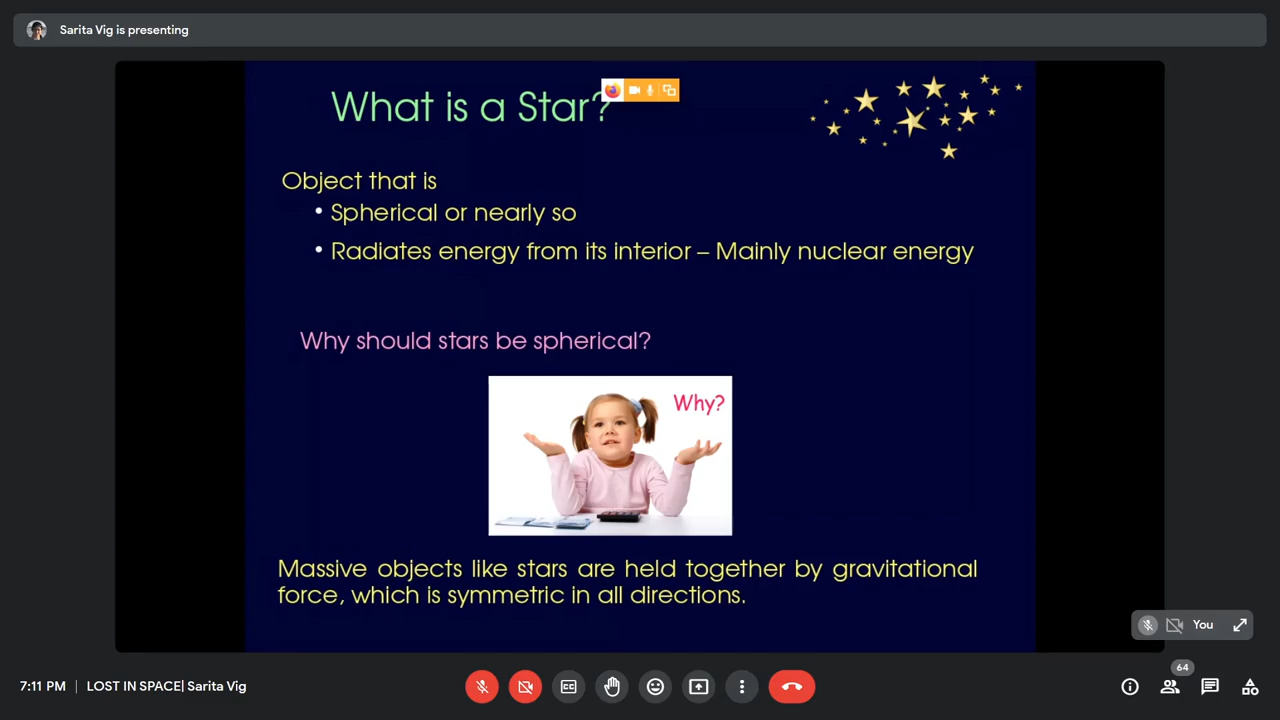 Sarita Vig is presenting
What is a Star?
Object that is
• Spherical or nearly so
• Radiates energy from its interior – Mainly nuclear energy
Why should stars be spherical?
Why?
Massive objects like stars are held together by gravitational
force, which is symmetric in all directions.
You
64
7:11 PM | LOST IN SPACE| Sarita Vig